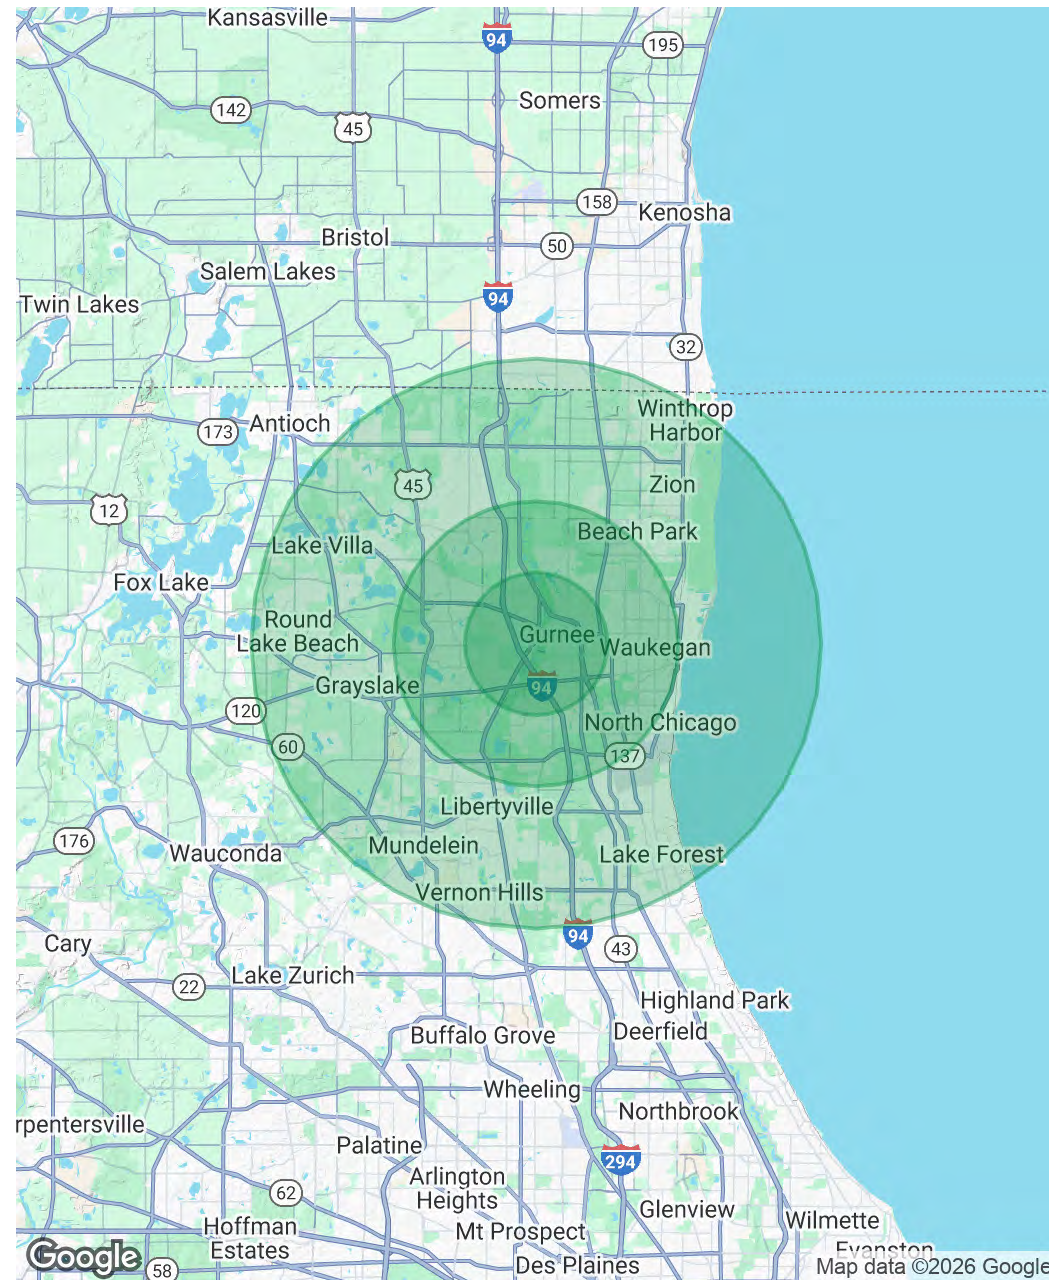 Kansasville
94
195
Somers
142
45
158
Kenosha
50
Bristol
Salem Lakes
94
Twin Lakes
32
Winthrop
Harbor
Antioch
173
45
Zion
12
Beach Park
Lake Villa
Fox Lake
Round
Lake Beach
Gurnee
Waukegan
Grayslake
94
120
North Chicago
60
137
Libertyville
176
Mundelein
Wauconda
Lake Forest
Vernon Hills
94
Cary
43
Lake Zurich
22
Highland Park
Deerfield
Buffalo Grove
Wheeling
Northbrook
rpentersville
Palatine
294
Arlington
Heights
62
Glenview
Hoffman
Estates
Mt Prospect
Wilmette
Evanston
Google
58
Des Plaines
Map data ©2026 Google